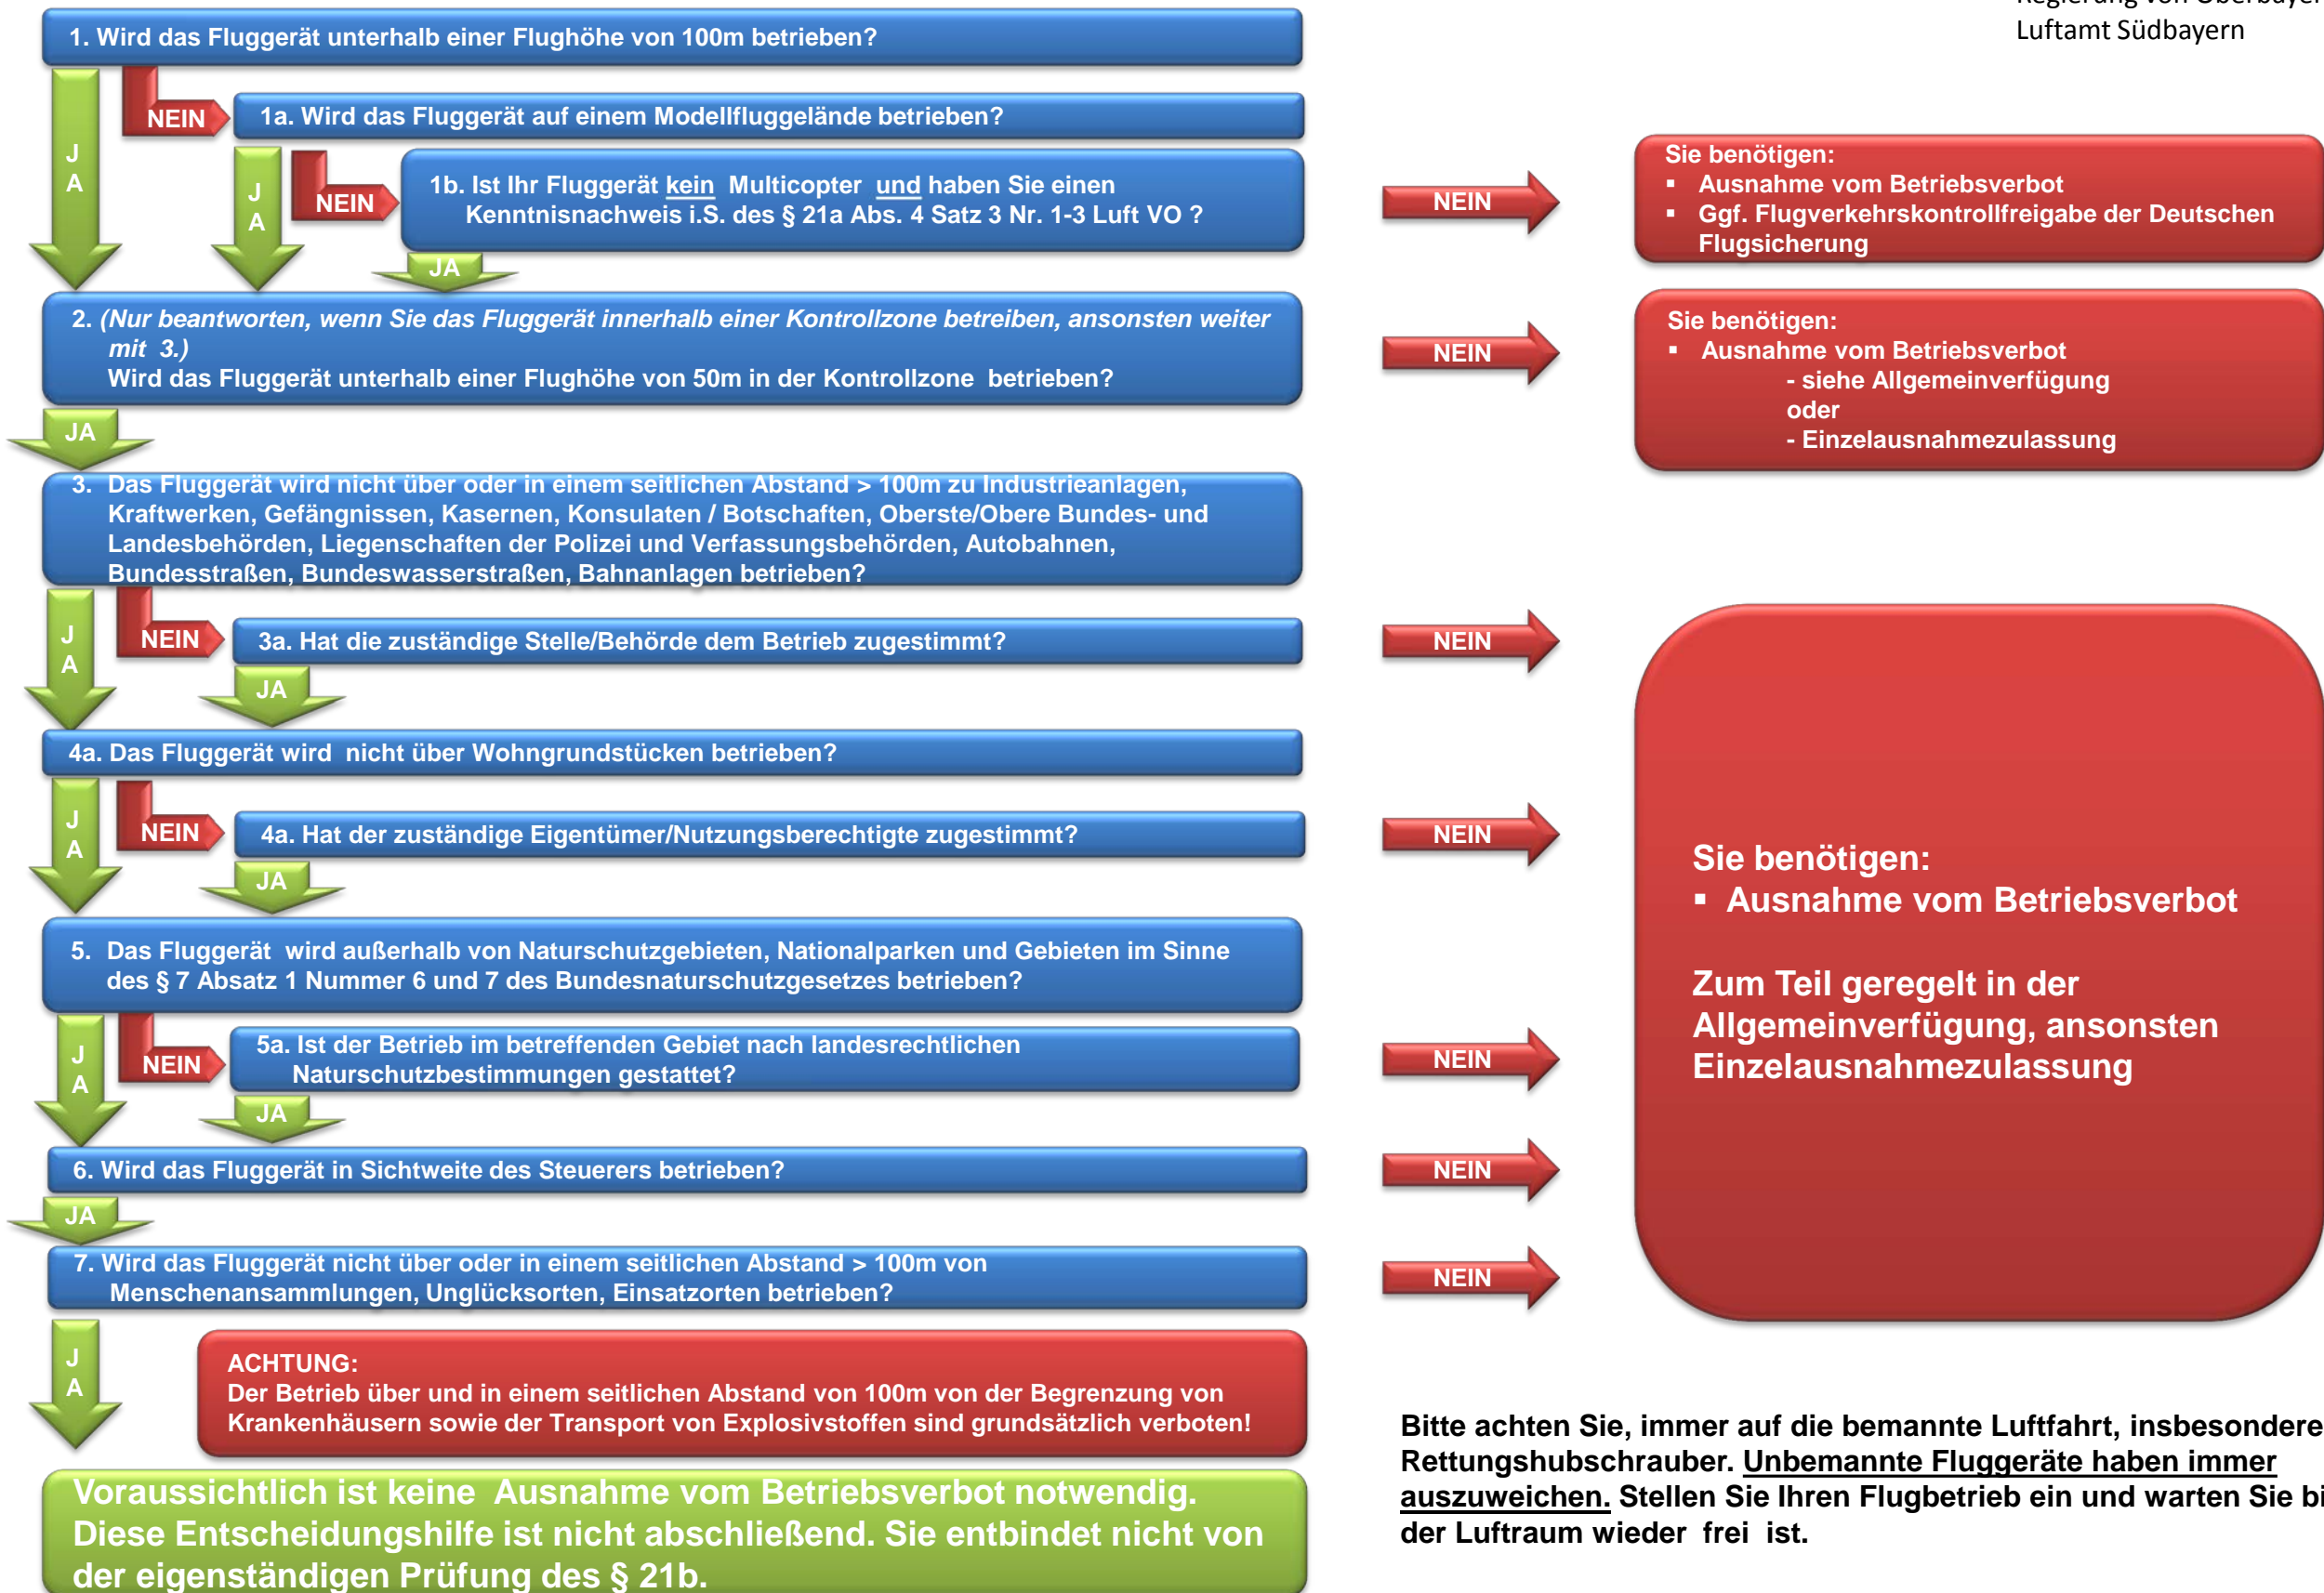 Luftamt Südbayern
1. Wird das Fluggerät unterhalb einer Flughöhe von 100m betrieben?
J
A
NEIN
1a. Wird das Fluggerät auf einem Modellfluggelände betrieben?
J
A
NEIN
1b. Ist Ihr Fluggerät kein Multicopter und haben Sie einen
Kenntnisnachweis i.S. des § 21a Abs. 4 Satz 3 Nr. 1-3 Luft VO ?
JA
NEIN
Sie benötigen:
▪ Ausnahme vom Betriebsverbot
▪ Ggf. Flugverkehrskontrollfreigabe der Deutschen
Flugsicherung
2. (Nur beantworten, wenn Sie das Fluggerät innerhalb einer Kontrollzone betreiben, ansonsten weiter
mit 3.)
Wird das Fluggerät unterhalb einer Flughöhe von 50m in der Kontrollzone betrieben?
JA
NEIN
Sie benötigen:
▪ Ausnahme vom Betriebsverbot
- siehe Allgemeinverfügung
oder
- Einzelausnahmezulassung
3. Das Fluggerät wird nicht über oder in einem seitlichen Abstand > 100m zu Industrieanlagen,
Kraftwerken, Gefängnissen, Kasernen, Konsulaten / Botschaften, Oberste/Obere Bundes- und
Landesbehörden, Liegenschaften der Polizei und Verfassungsbehörden, Autobahnen,
Bundesstraßen, Bundeswasserstraßen, Bahnanlagen betrieben?
J
A
NEIN
3a. Hat die zuständige Stelle/Behörde dem Betrieb zugestimmt?
JA
NEIN
4a. Das Fluggerät wird nicht über Wohngrundstücken betrieben?
J
A
NEIN
4a. Hat der zuständige Eigentümer/Nutzungsberechtigte zugestimmt?
JA
NEIN
5. Das Fluggerät wird außerhalb von Naturschutzgebieten, Nationalparken und Gebieten im Sinne
des § 7 Absatz 1 Nummer 6 und 7 des Bundesnaturschutzgesetzes betrieben?
J
A
NEIN
5a. Ist der Betrieb im betreffenden Gebiet nach landesrechtlichen
Naturschutzbestimmungen gestattet?
JA
NEIN
6. Wird das Fluggerät in Sichtweite des Steuerers betrieben?
JA
NEIN
7. Wird das Fluggerät nicht über oder in einem seitlichen Abstand > 100m von
Menschenansammlungen, Unglücksorten, Einsatzorten betrieben?
J
A
NEIN
Sie benötigen:
▪ Ausnahme vom Betriebsverbot
Zum Teil geregelt in der
Allgemeinverfügung, ansonsten
Einzelausnahmezulassung
ACHTUNG:
Der Betrieb über und in einem seitlichen Abstand von 100m von der Begrenzung von
Krankenhäusern sowie der Transport von Explosivstoffen sind grundsätzlich verboten!
Voraussichtlich ist keine Ausnahme vom Betriebsverbot notwendig.
Diese Entscheidungshilfe ist nicht abschließend. Sie entbindet nicht von
der eigenständigen Prüfung des § 21b.
Bitte achten Sie, immer auf die bemannte Luftfahrt, insbesondere
Rettungshubschrauber. Unbemannte Fluggeräte haben immer
auszuweichen. Stellen Sie Ihren Flugbetrieb ein und warten Sie
der Luftraum wieder frei ist.